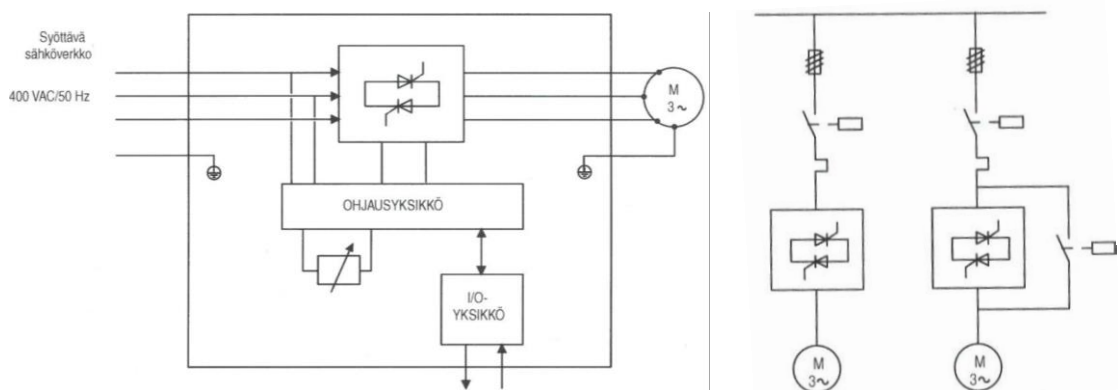 Syöttävä
sähköverkko
400 VAC/50 Hz
M
3~
OHJAUSYKSIKKÖ
I/O-
YKSIKKÖ
M
3~
M
3~